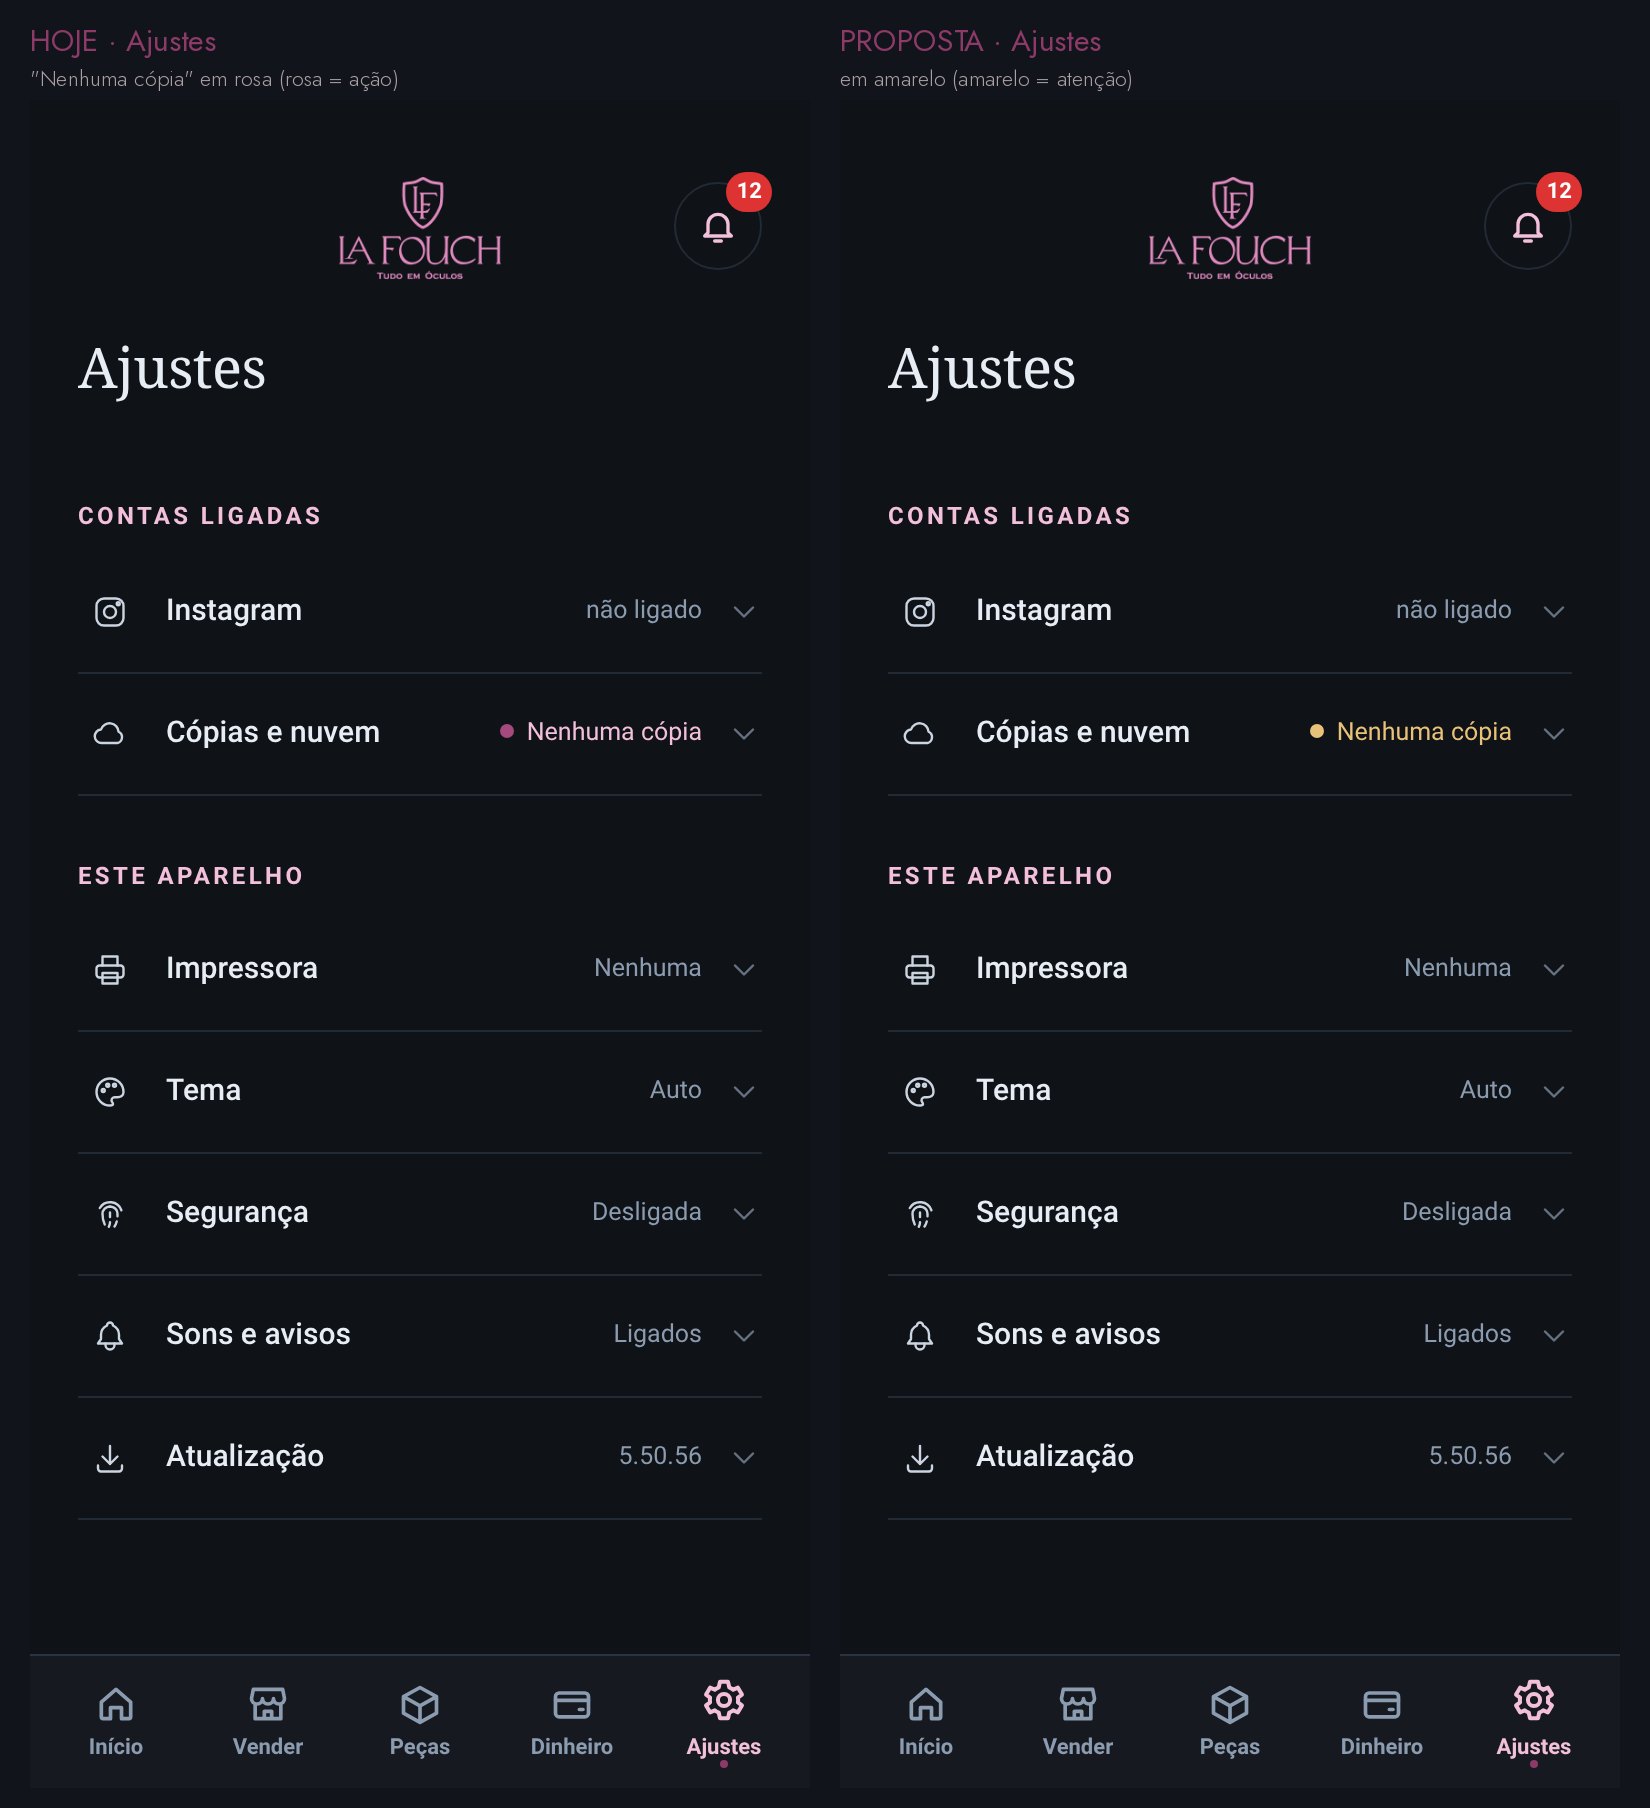 HOJE · Ajustes
"Nenhuma cópia" em rosa (rosa = ação)
LF
LA FOUCH
TUDO EM ÓCULOS
12
Ajustes
CONTAS LIGADAS
Instagram não ligado
Cópias e nuvem Nenhuma cópia
ESTE APARELHO
Impressora Nenhuma
Tema Auto
Segurança Desligada
Sons e avisos Ligados
Atualização 5.50.56
Início Vender Peças Dinheiro Ajustes
PROPOSTA · Ajustes
em amarelo (amarelo = atenção)
LF
LA FOUCH
TUDO EM ÓCULOS
12
Ajustes
CONTAS LIGADAS
Instagram não ligado
Cópias e nuvem Nenhuma cópia
ESTE APARELHO
Impressora Nenhuma
Tema Auto
Segurança Desligada
Sons e avisos Ligados
Atualização 5.50.56
Início Vender Peças Dinheiro Ajustes